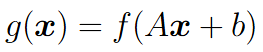 g(𝒙) = f(A𝒙 + b)